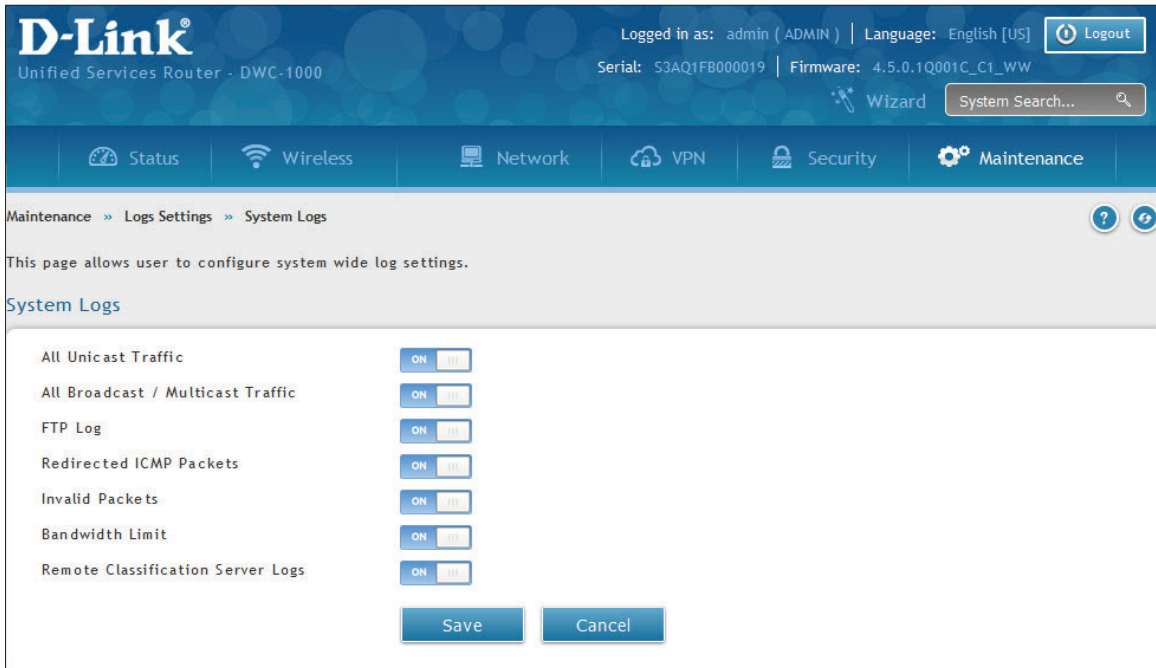 D-Link
Logged in as: admin ( ADMIN ) | Language: English [US] Logout
Unified Services Router - DWC-1000
Serial: S3AQ1FB000019 | Firmware: 4.5.0.1Q001C_C1_WW
Wizard System Search...
Status Wireless Network VPN Security Maintenance
Maintenance » Logs Settings » System Logs ?
This page allows user to configure system wide log settings.
System Logs
All Unicast Traffic ON
All Broadcast / Multicast Traffic ON
FTP Log ON
Redirected ICMP Packets ON
Invalid Packets ON
Bandwidth Limit ON
Remote Classification Server Logs ON
Save Cancel